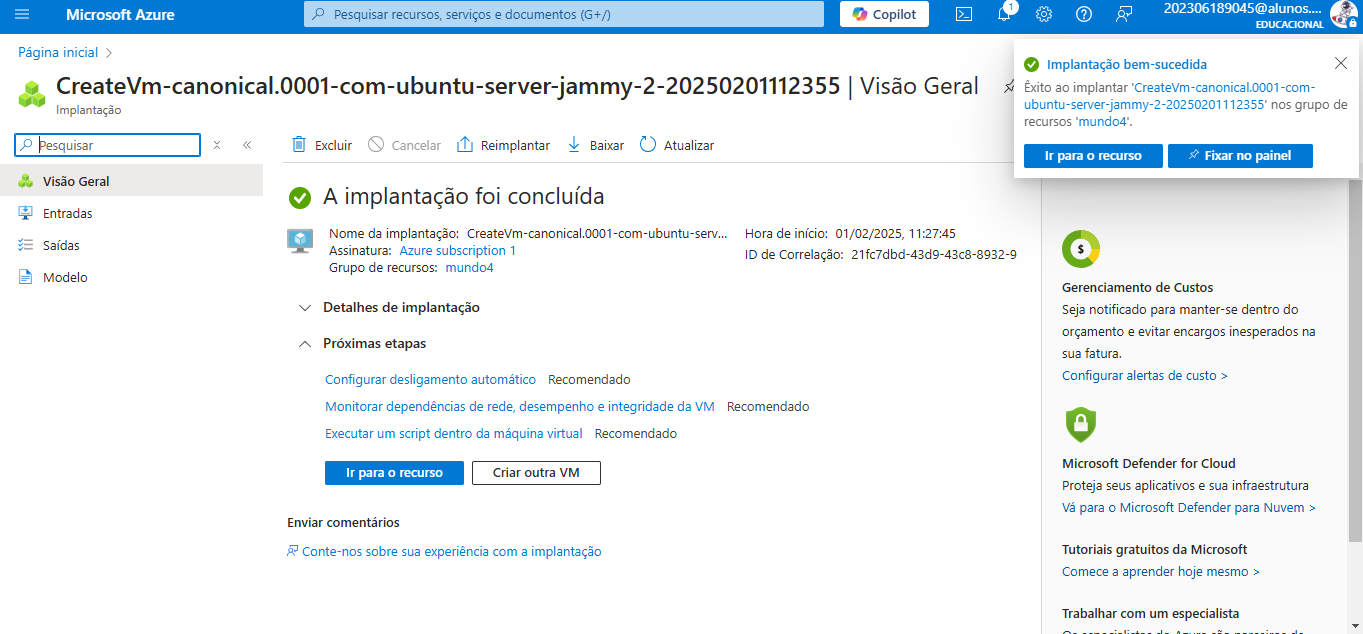 Microsoft Azure
Pesquisar recursos, serviços e documentos (G+/)
Copilot
1
202306189045@alunos....
EDUCACIONAL
Página inicial >
CreateVm-canonical.0001-com-ubuntu-server-jammy-2-20250201112355 | Visão Geral
Implantação
Implantação bem-sucedida
Êxito ao implantar 'CreateVm-canonical.0001-com-
ubuntu-server-jammy-2-20250201112355' nos grupo de
recursos 'mundo4'.
Ir para o recurso
Fixar no painel
Pesquisar
Visão Geral
Entradas
Saídas
Modelo
Excluir
Cancelar
Reimplantar
Baixar
Atualizar
A implantação foi concluída
Nome da implantação: CreateVm-canonical.0001-com-ubuntu-serv...
Assinatura: Azure subscription 1
Grupo de recursos: mundo4
Hora de início: 01/02/2025, 11:27:45
ID de Correlação: 21fc7dbd-43d9-43c8-8932-9
Detalhes de implantação
Próximas etapas
Configurar desligamento automático Recomendado
Monitorar dependências de rede, desempenho e integridade da VM Recomendado
Executar um script dentro da máquina virtual Recomendado
Ir para o recurso
Criar outra VM
Enviar comentários
Conte-nos sobre sua experiência com a implantação
$
Gerenciamento de Custos
Seja notificado para manter-se dentro do
orçamento e evitar encargos inesperados na
sua fatura.
Configurar alertas de custo >
Microsoft Defender for Cloud
Proteja seus aplicativos e sua infraestrutura
Vá para o Microsoft Defender para Nuvem >
Tutoriais gratuitos da Microsoft
Comece a aprender hoje mesmo >
Trabalhar com um especialista